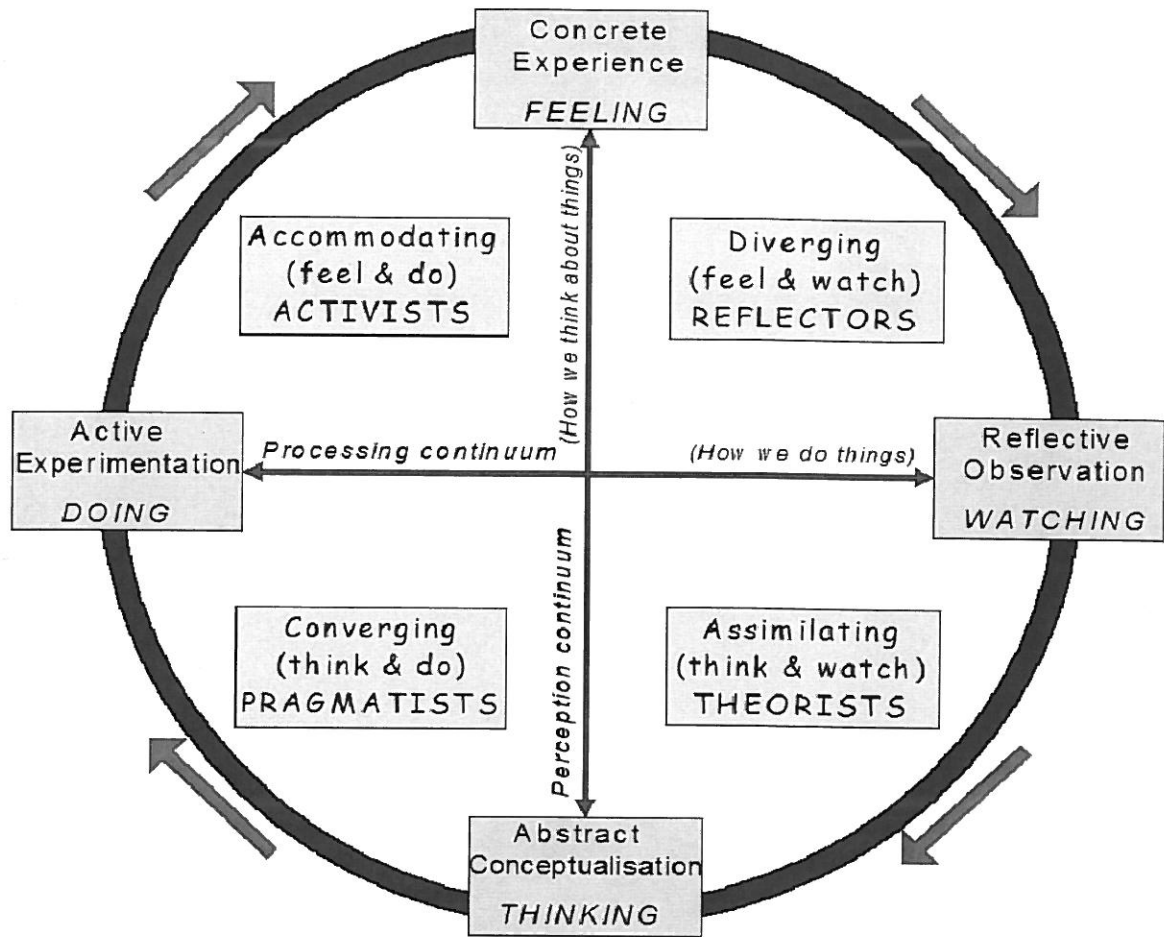 Concrete
Experience
FEELING
(How we think about things)
Accommodating
(feel & do)
ACTIVISTS
Diverging
(feel & watch)
REFLECTORS
Active
Experimentation
DOING
Processing continuum
(How we do things)
Reflective
Observation
WATCHING
Perception continuum
Converging
(think & do)
PRAGMATISTS
Assimilating
(think & watch)
THEORISTS
Abstract
Conceptualisation
THINKING